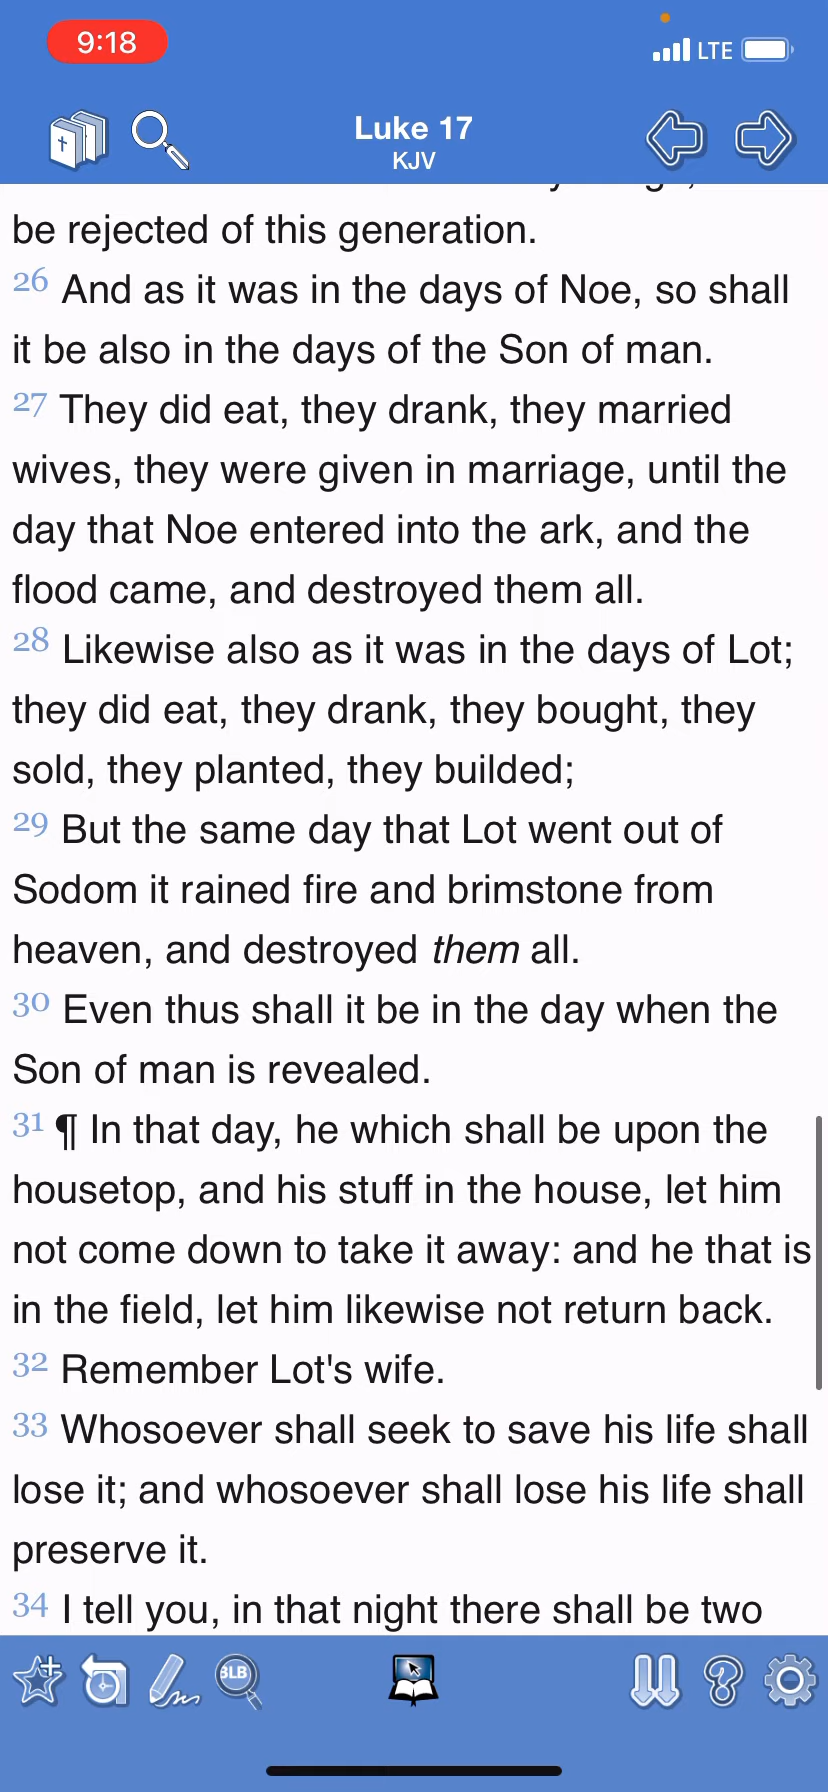 9:18
LTE
Luke 17
KJV
be rejected of this generation.
26 And as it was in the days of Noe, so shall
it be also in the days of the Son of man.
27 They did eat, they drank, they married
wives, they were given in marriage, until the
day that Noe entered into the ark, and the
flood came, and destroyed them all.
28 Likewise also as it was in the days of Lot;
they did eat, they drank, they bought, they
sold, they planted, they builded;
29 But the same day that Lot went out of
Sodom it rained fire and brimstone from
heaven, and destroyed them all.
30 Even thus shall it be in the day when the
Son of man is revealed.
31 ¶ In that day, he which shall be upon the
housetop, and his stuff in the house, let him
not come down to take it away: and he that is
in the field, let him likewise not return back.
32 Remember Lot's wife.
33 Whosoever shall seek to save his life shall
lose it; and whosoever shall lose his life shall
preserve it.
34 I tell you, in that night there shall be two
BLB